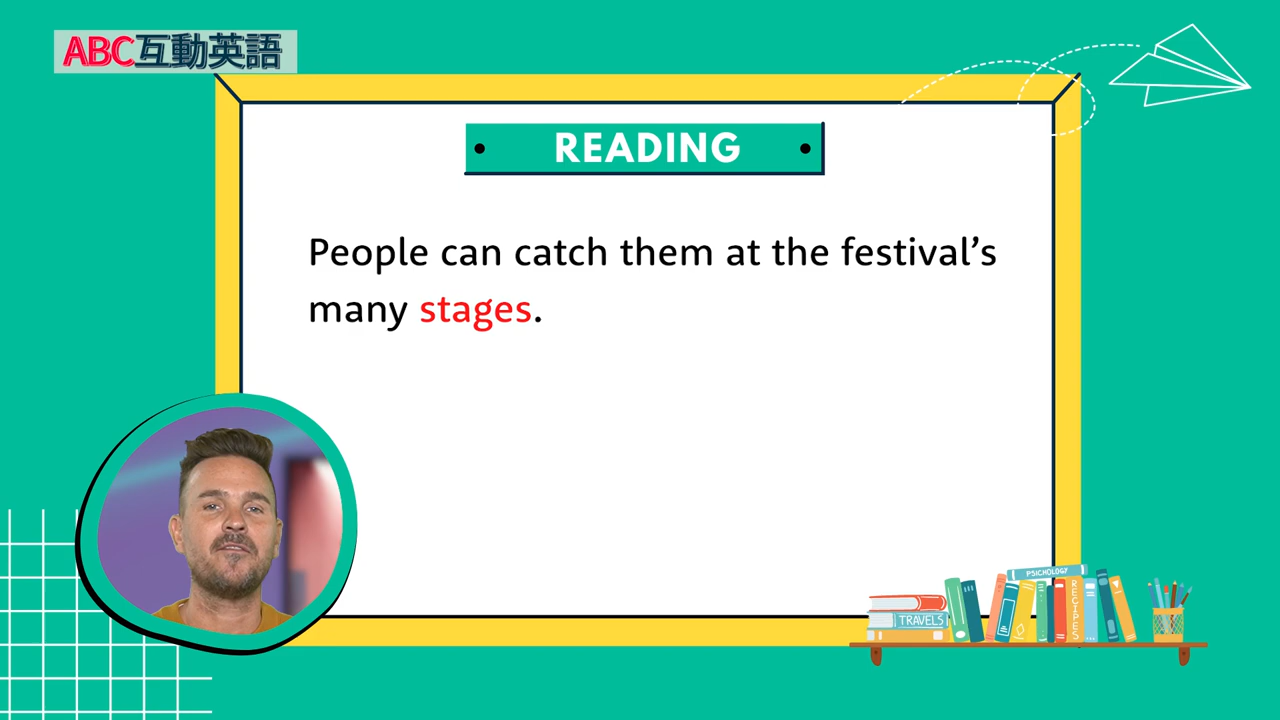 ABC互動英語
READING
People can catch them at the festival’s
many stages.
PSICHOLOGY
TRAVELS
RECIPES